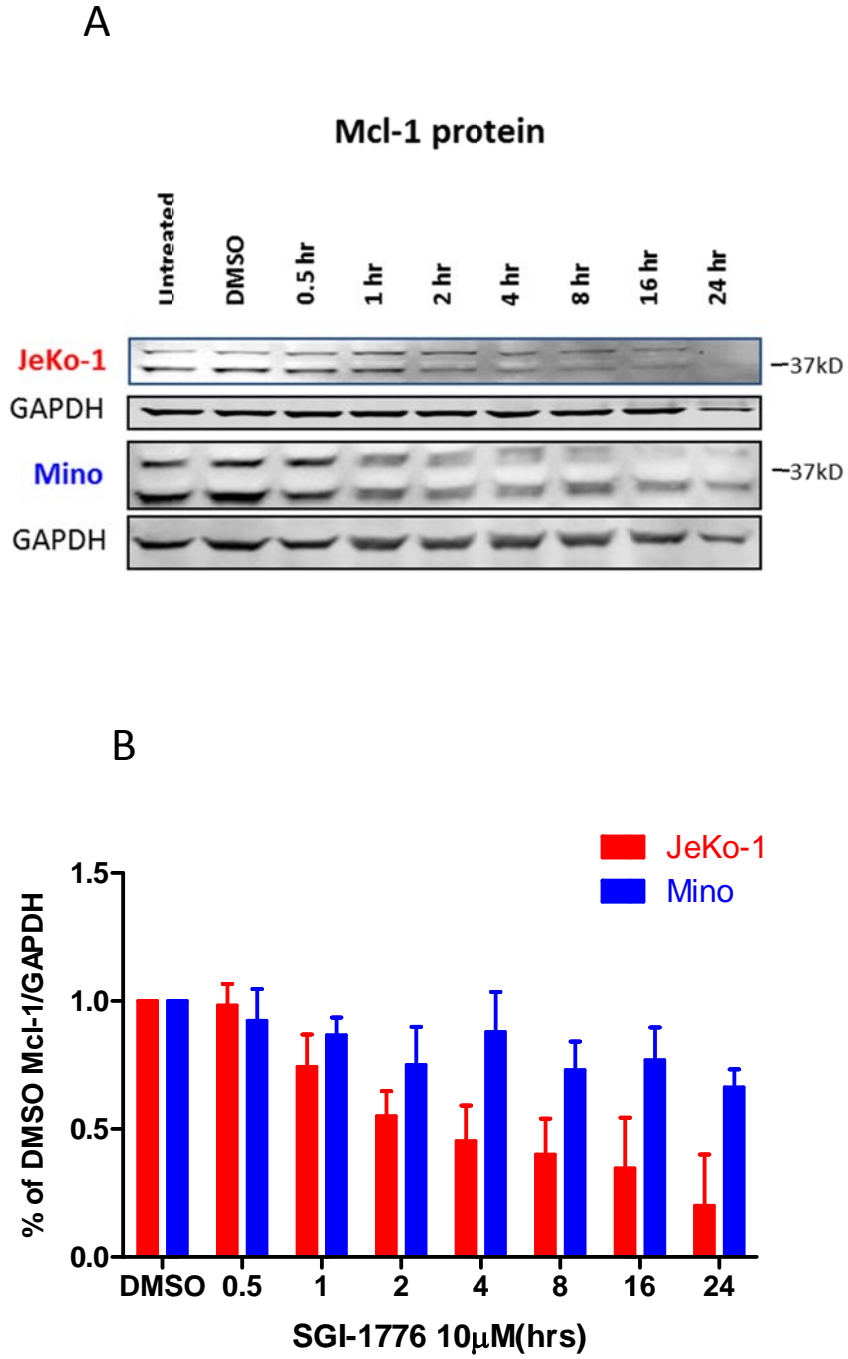 A
Mcl-1 protein
Untreated
DMSO
0.5 hr
1 hr
2 hr
4 hr
8 hr
16 hr
24 hr
JeKo-1
37kD
GAPDH
Mino
37kD
GAPDH
B
JeKo-1
Mino
% of DMSO Mcl-1/GAPDH
1.5
1.0
0.5
0.0
DMSO 0.5 1 2 4 8 16 24
SGI-1776 10μM(hrs)